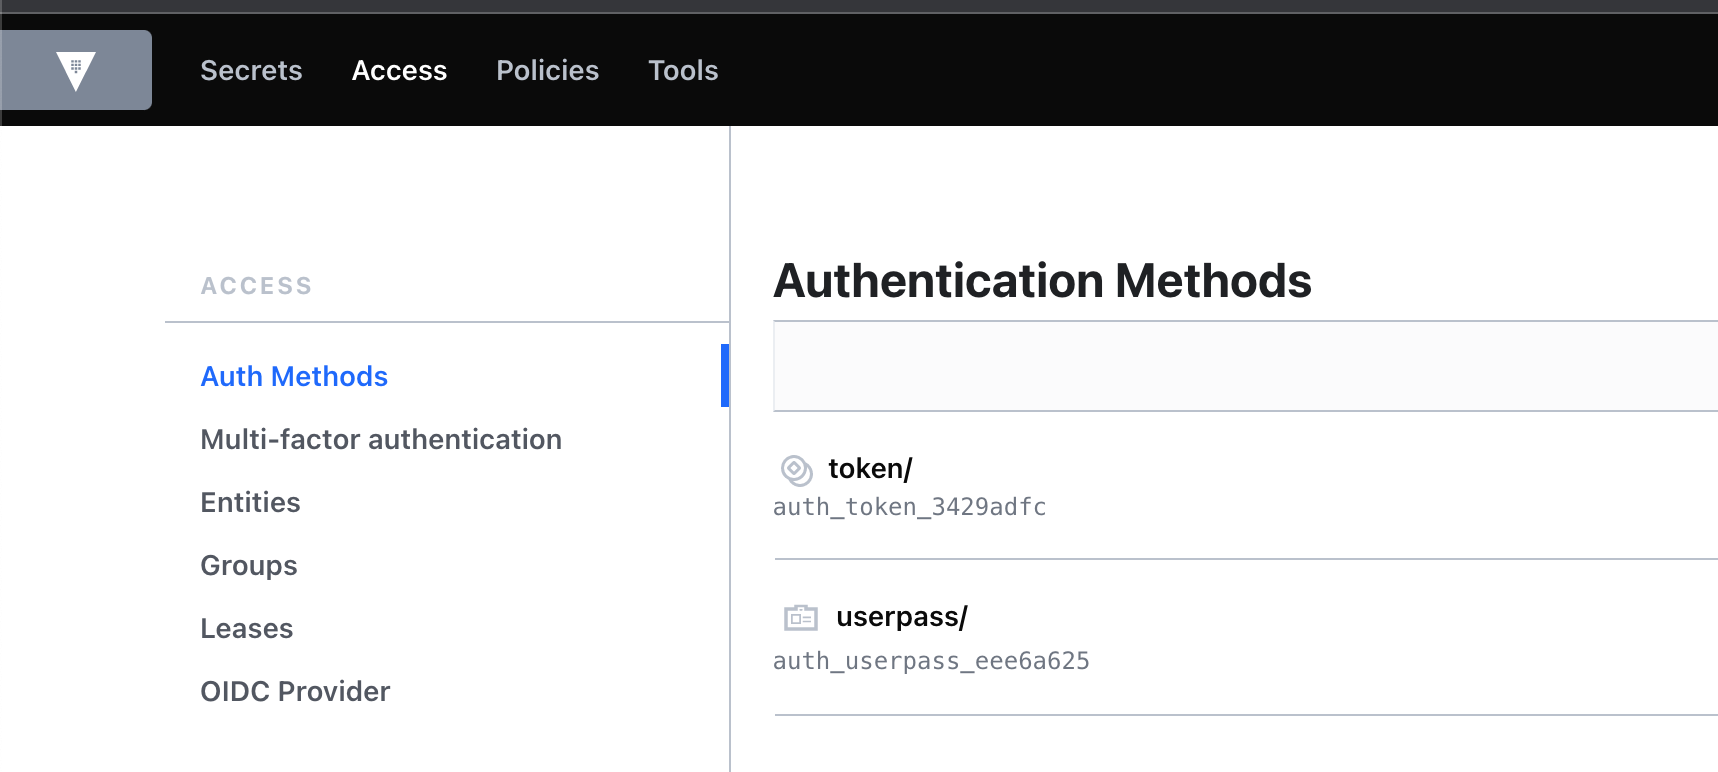 Secrets Access Policies Tools
ACCESS
Auth Methods
Multi-factor authentication
Entities
Groups
Leases
OIDC Provider
Authentication Methods
token/
auth_token_3429adfc
userpass/
auth_userpass_eee6a625